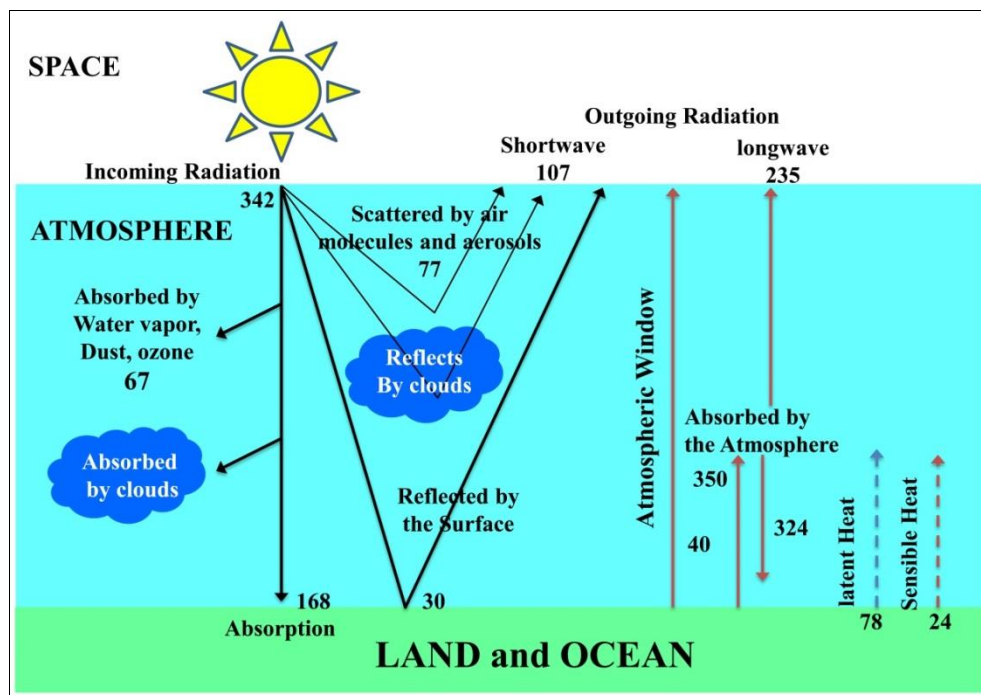 SPACE
Outgoing Radiation
Shortwave
107
longwave
235
Incoming Radiation
342
ATMOSPHERE
Scattered by air
molecules and aerosols
77
Absorbed by
Water vapor,
Dust, ozone
67
Reflects
By clouds
Absorbed
by clouds
Reflected by
the Surface
Atmospheric Window
Absorbed by
the Atmosphere
350
40
324
latent Heat
78
Sensible Heat
24
168
Absorption
30
LAND and OCEAN